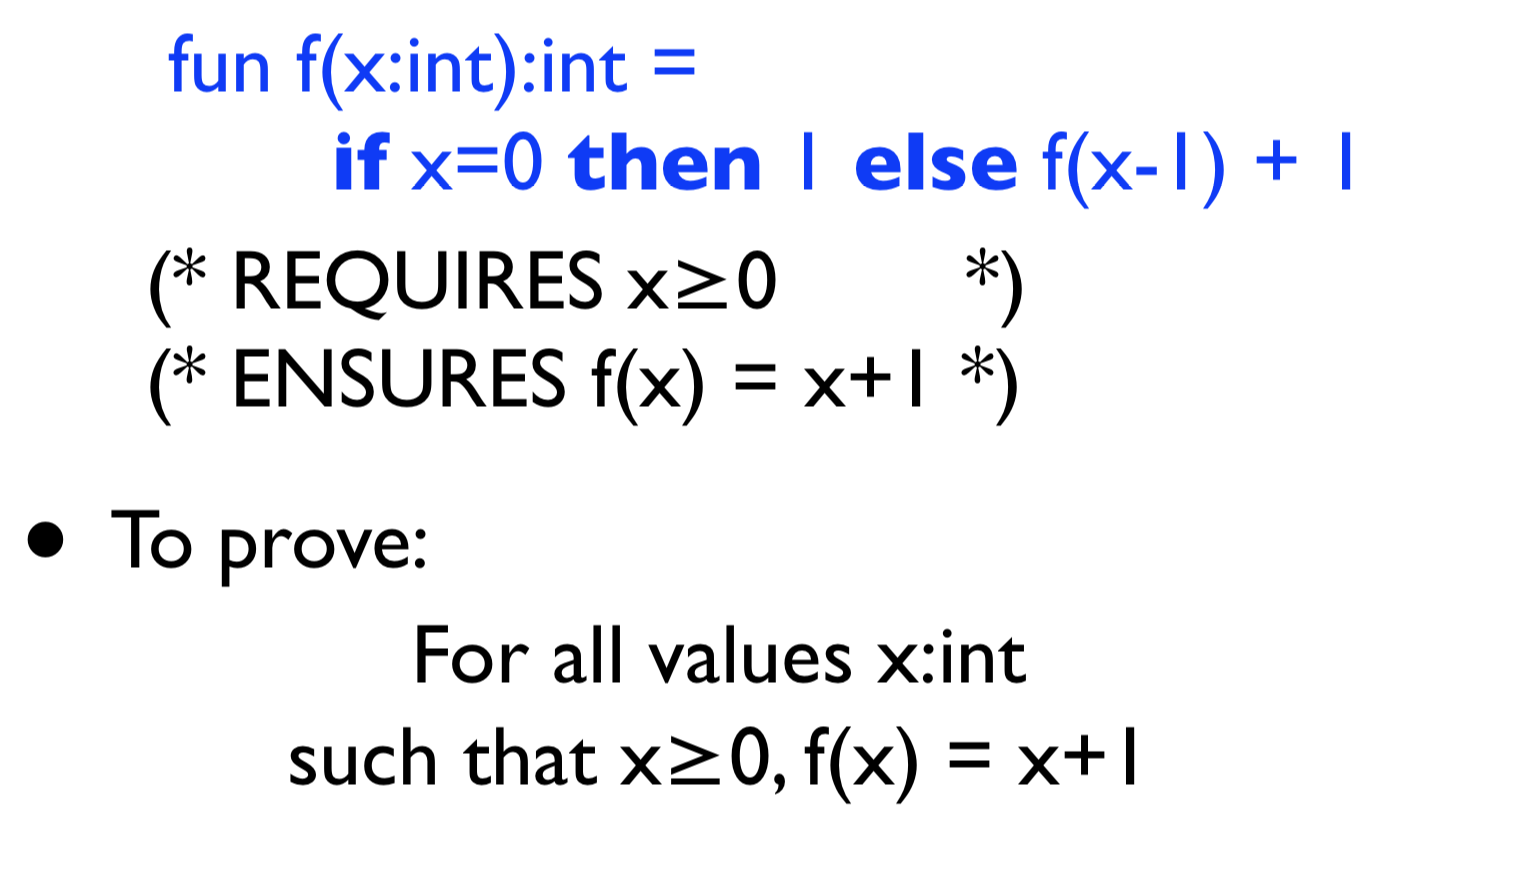 fun f(x:int):int =
if x=0 then 1 else f(x-1) + 1
(* REQUIRES x≥0 *)
(* ENSURES f(x) = x+1 *)
• To prove:
For all values x:int
such that x≥0, f(x) = x+1